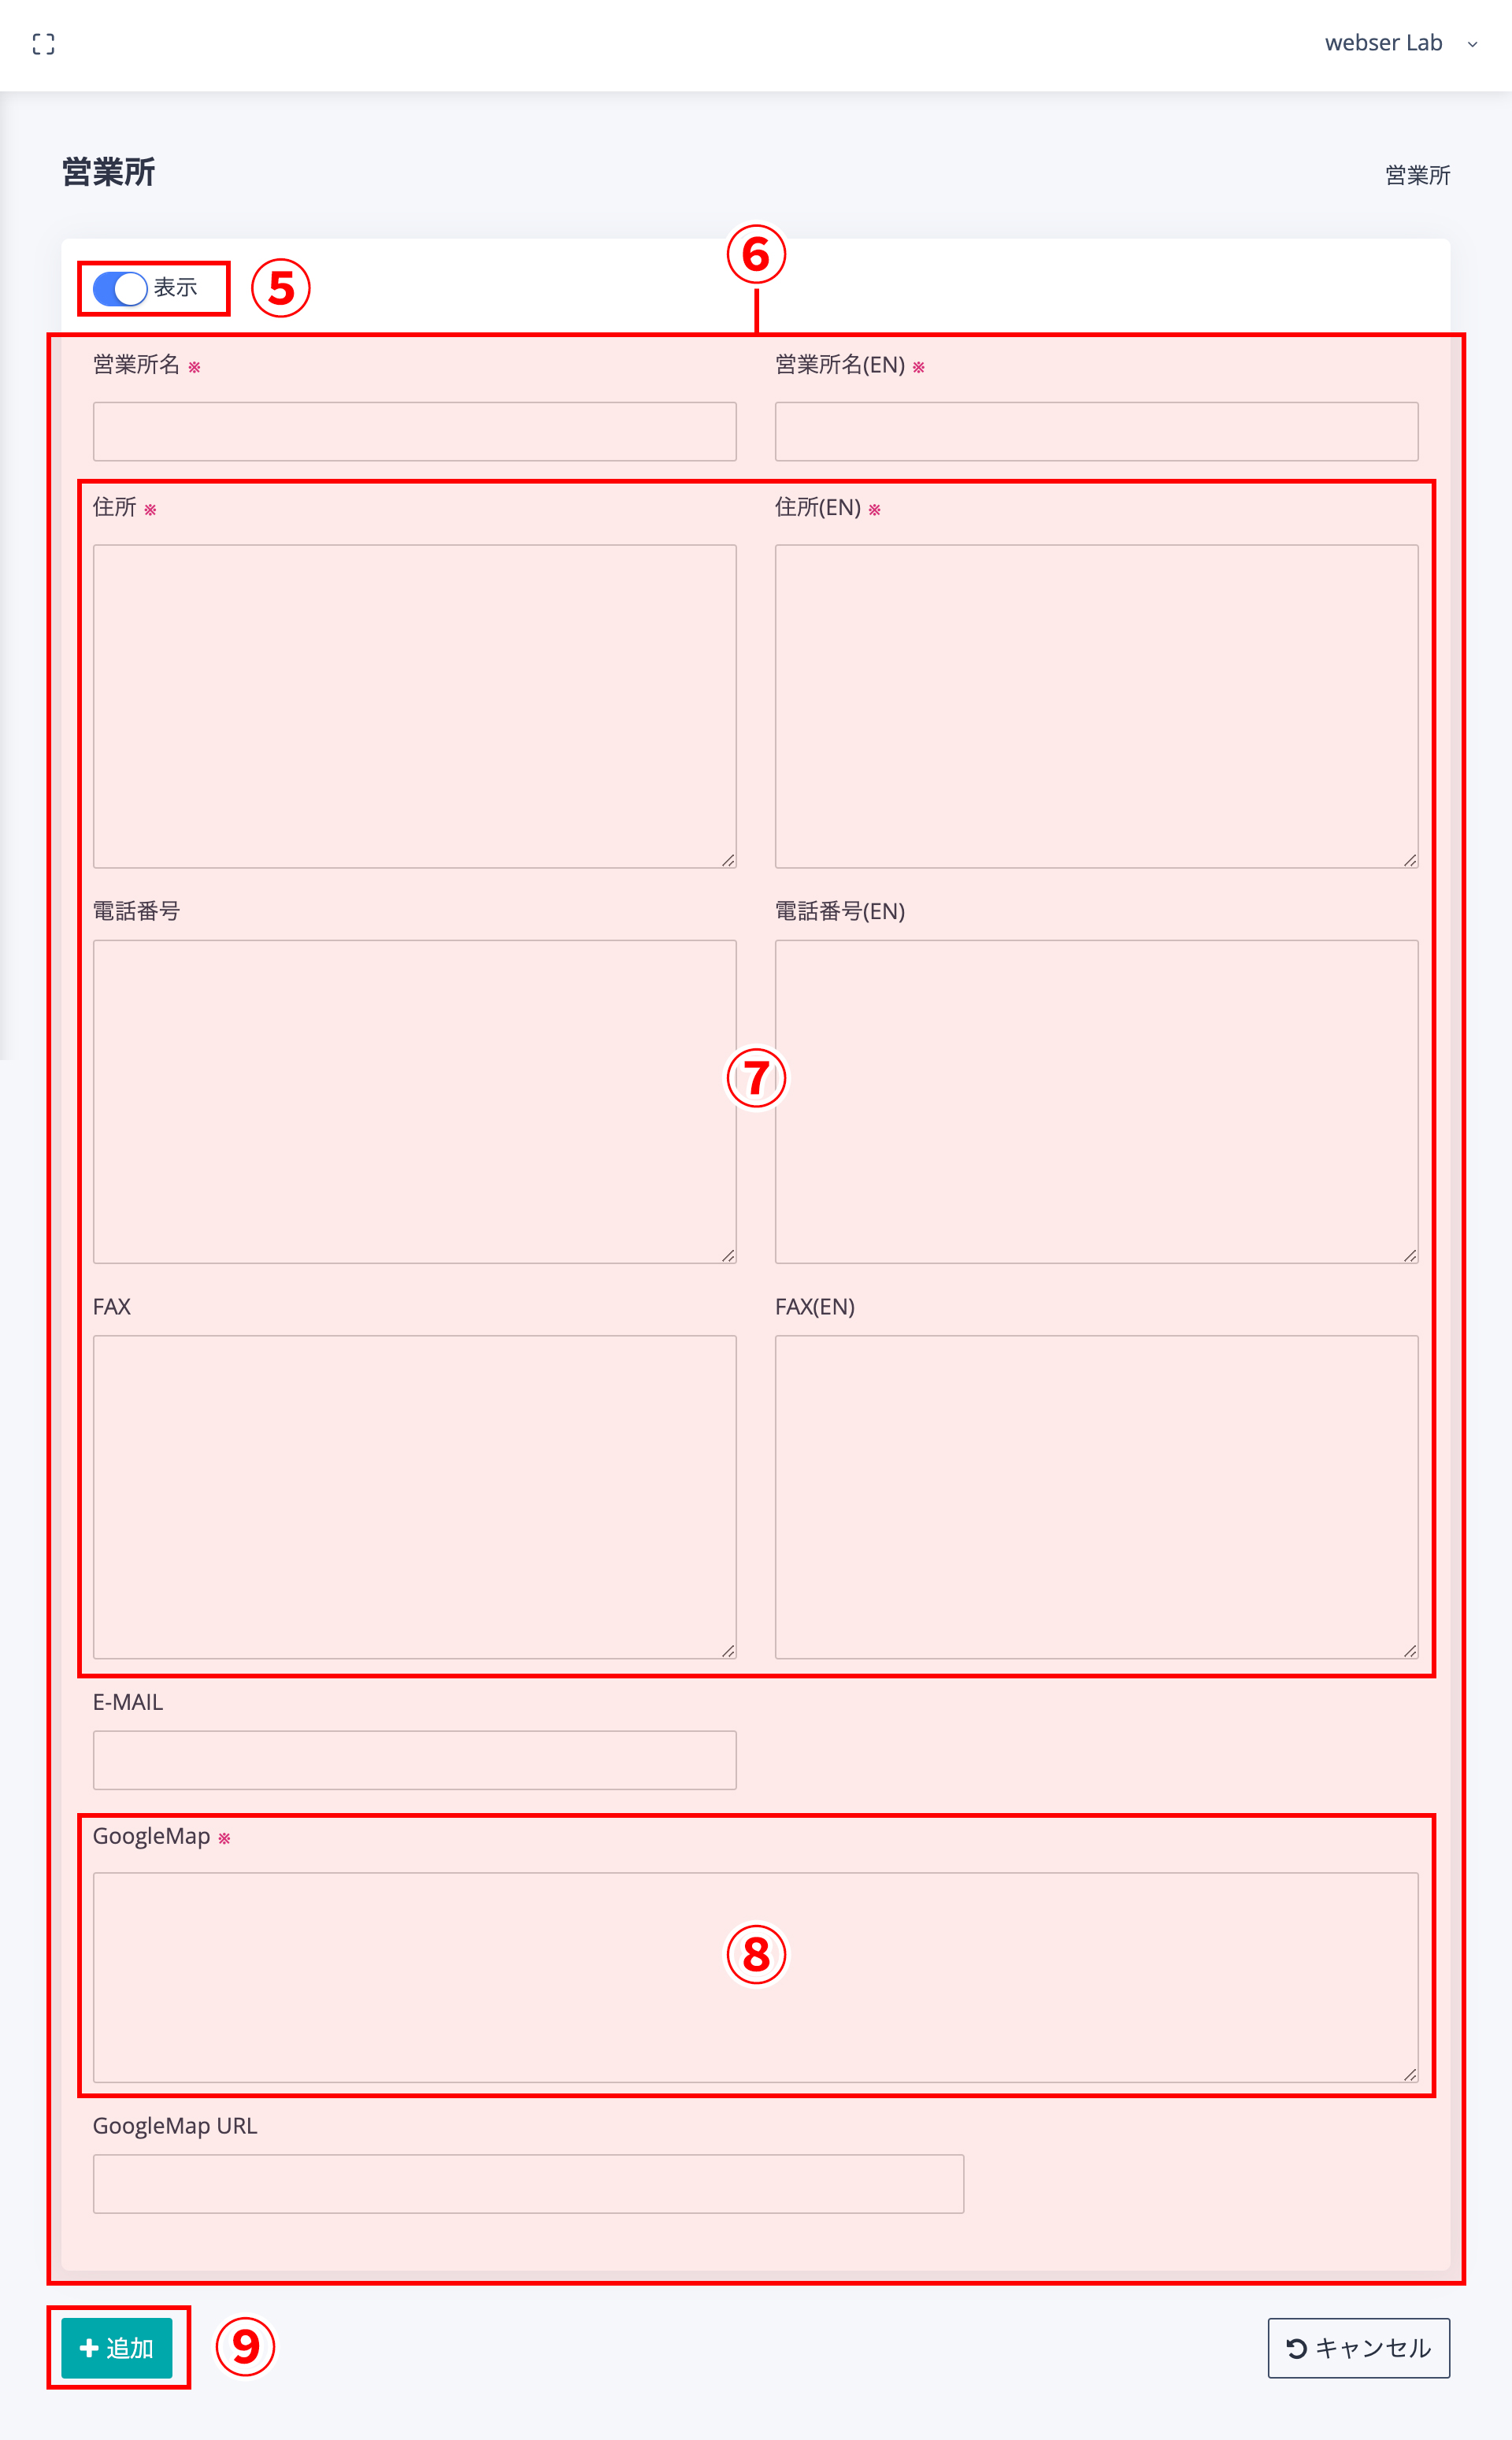 webser Lab
営業所
営業所
⑥
表示
⑤
営業所名 ※
営業所名(EN) ※
住所 ※
住所(EN) ※
電話番号
電話番号(EN)
⑦
FAX
FAX(EN)
E-MAIL
GoogleMap ※
⑧
GoogleMap URL
追加
⑨
キャンセル